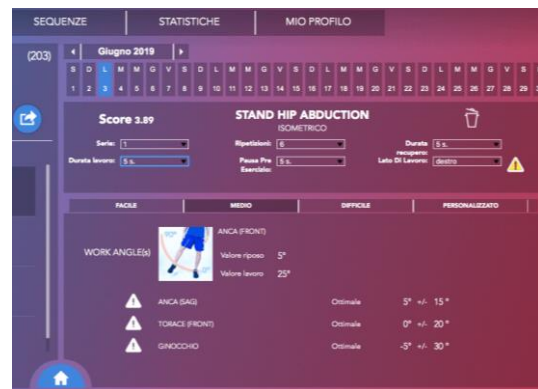 SEQUENZE STATISTICHE MIO PROFILO
(203) Giugno 2019
S D L M M G V S D L M M G V S D L M M G V S D L M M G V S
1 2 3 4 5 6 7 8 9 10 11 12 13 14 15 16 17 18 19 20 21 22 23 24 25 26 27 28 29
Score 3.89 STAND HIP ABDUCTION
ISOMETRICO
Serie: 1 Ripetizioni: 6 Durata recupero: 5 s.
Durata lavoro: 5 s. Pausa Pre Esercizio: 5 s. Lato Di Lavoro: destro
FACILE MEDIO DIFFICILE PERSONALIZZATO
ANCA (FRONT)
WORK ANGLE(s) Valore riposo 5°
Valore lavoro 25°
ANCA (SAG) Ottimale 5° +/- 15°
TORACE (FRONT) Ottimale 0° +/- 20°
GINOCCHIO Ottimale -5° +/- 30°